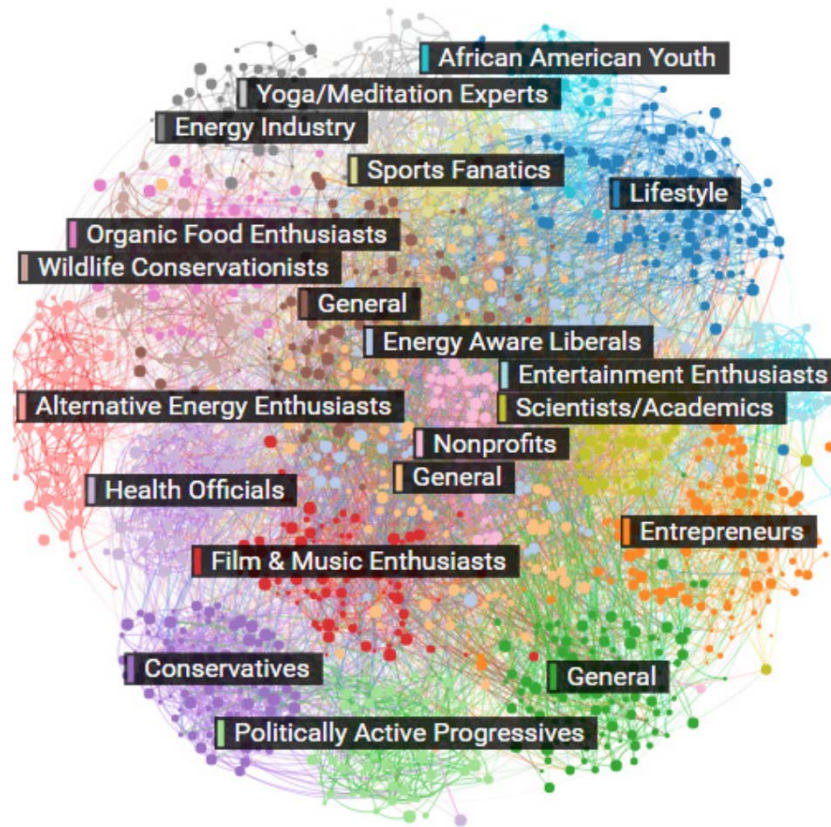 African American Youth
Yoga/Meditation Experts
Energy Industry
Sports Fanatics
Lifestyle
Organic Food Enthusiasts
Wildlife Conservationists
General
Energy Aware Liberals
Entertainment Enthusiasts
Alternative Energy Enthusiasts
Scientists/Academics
Nonprofits
General
Health Officials
Entrepreneurs
Film & Music Enthusiasts
Conservatives
General
Politically Active Progressives